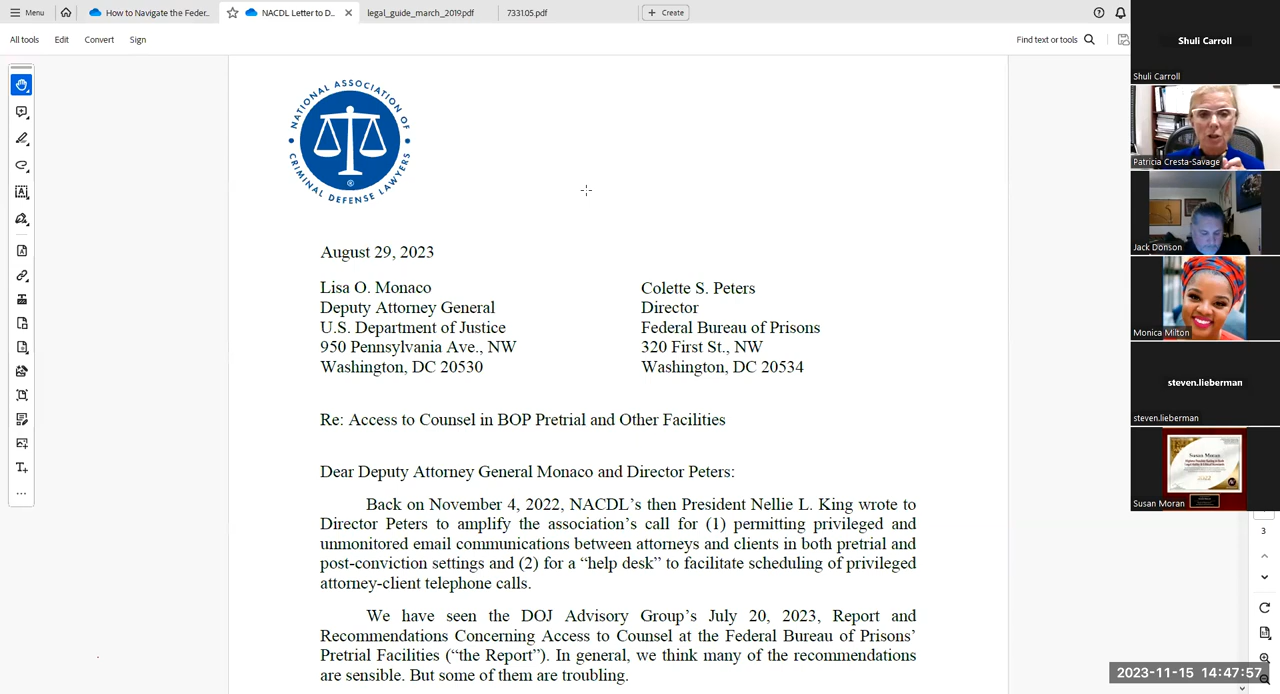 Menu
How to Navigate the Feder...
NACDL Letter to D...
legal_guide_march_2019.pdf
7331.05.pdf
+ Create
All tools
Edit
Convert
Sign
Find text or tools
NATIONAL ASSOCIATION OF
CRIMINAL DEFENSE LAWYERS
®
August 29, 2023
Lisa O. Monaco
Deputy Attorney General
U.S. Department of Justice
950 Pennsylvania Ave., NW
Washington, DC 20530
Colette S. Peters
Director
Federal Bureau of Prisons
320 First St., NW
Washington, DC 20534
Re: Access to Counsel in BOP Pretrial and Other Facilities
Dear Deputy Attorney General Monaco and Director Peters:
Back on November 4, 2022, NACDL's then President Nellie L. King wrote to
Director Peters to amplify the association's call for (1) permitting privileged and
unmonitored email communications between attorneys and clients in both pretrial and
post-conviction settings and (2) for a “help desk” to facilitate scheduling of privileged
attorney-client telephone calls.
We have seen the DOJ Advisory Group's July 20, 2023, Report and
Recommendations Concerning Access to Counsel at the Federal Bureau of Prisons'
Pretrial Facilities (“the Report”). In general, we think many of the recommendations
are sensible. But some of them are troubling.
Shuli Carroll
Shuli Carroll
Patricia Cresta-Savage
Jack Donson
Monica Milton
steven.lieberman
steven.lieberman
Susan Moran
2022
Susan Moran
3
2023-11-15 14:47:57